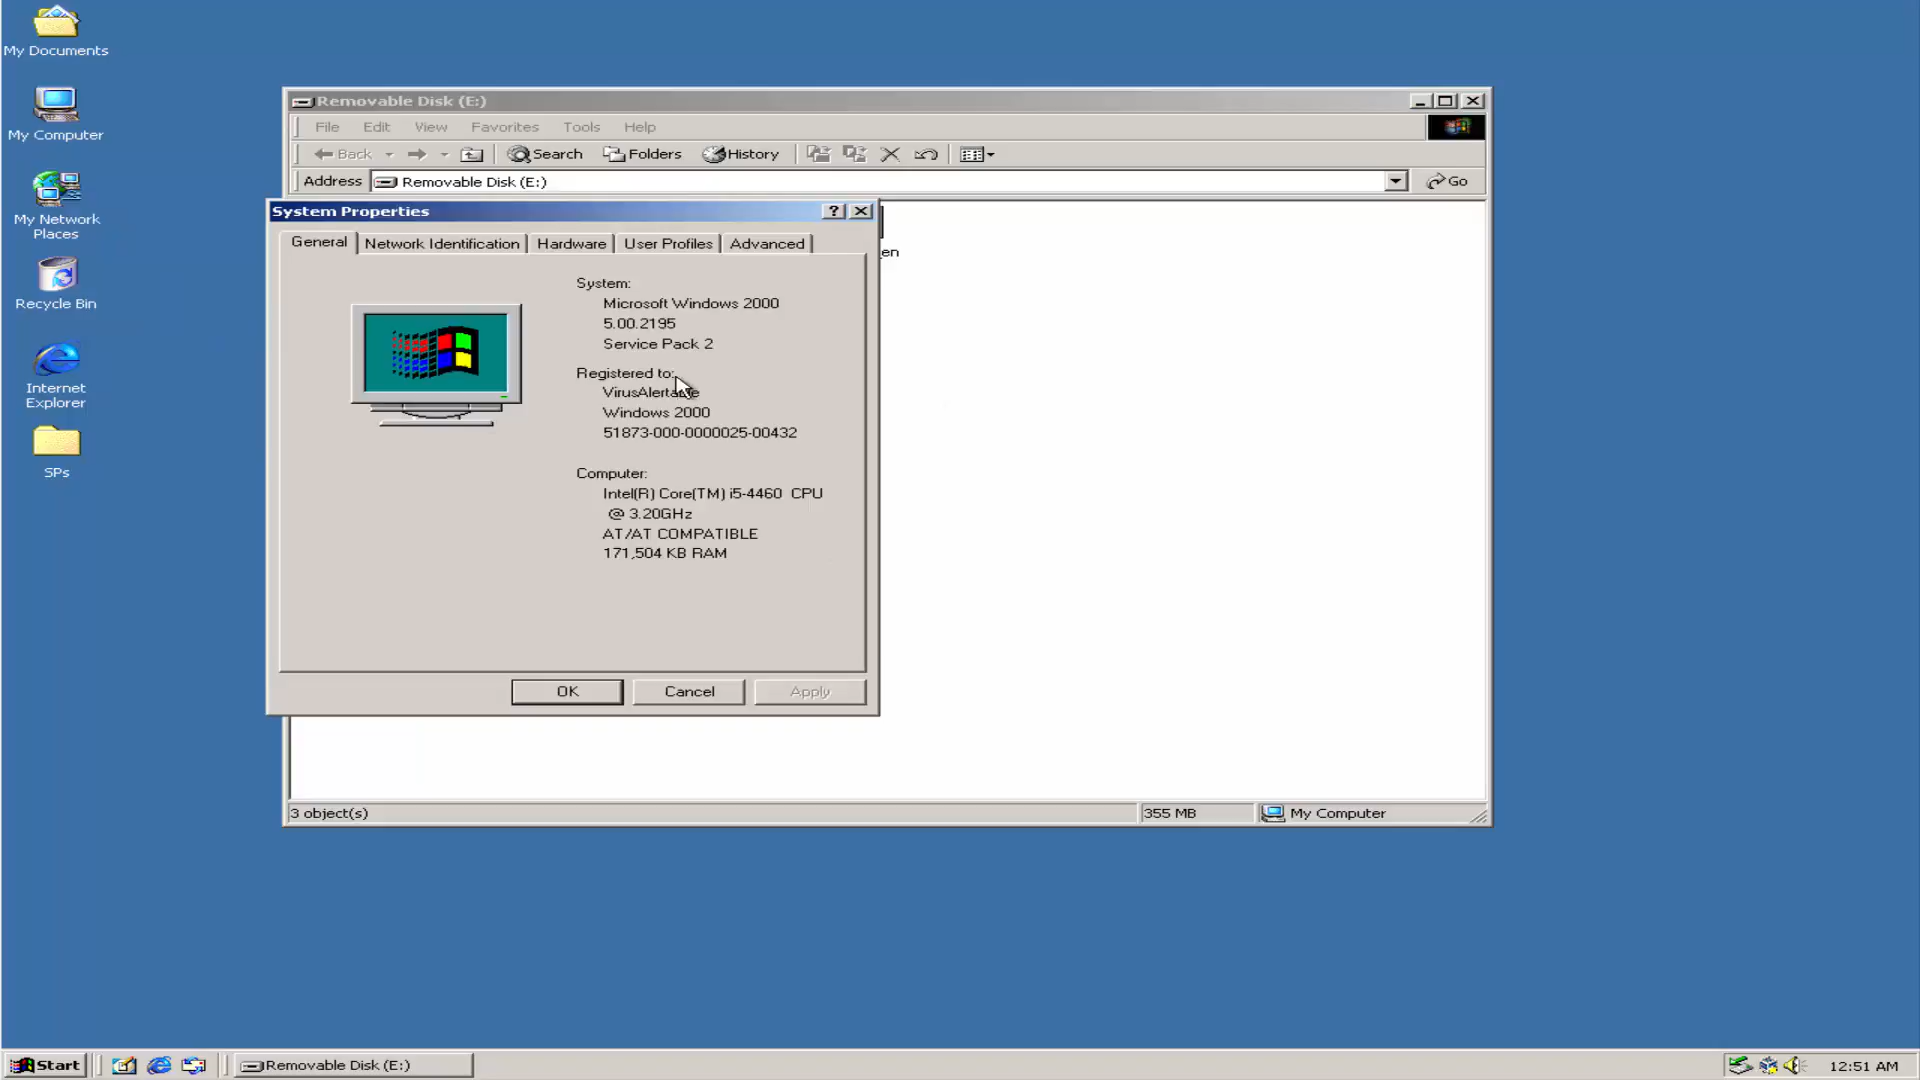 My Documents
My Computer
My Network
Places
Recycle Bin
Internet
Explorer
SPs
Removable Disk (E:)
File Edit View Favorites Tools Help
Back Search Folders History
Address Removable Disk (E:) Go
System Properties
General Network Identification Hardware User Profiles Advanced
en
System:
Microsoft Windows 2000
5.00.2195
Service Pack 2
Registered to:
Windows 2000
51873-000-0000025-00432
Computer:
Intel(R) Core(TM) i5-4460 CPU
@ 3.20GHz
AT/AT COMPATIBLE
171,504 KB RAM
OK Cancel Apply
3 object(s) 355 MB My Computer
Start Removable Disk (E:) 12:51 AM